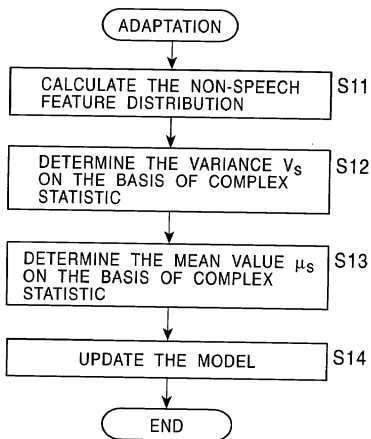 ADAPTATION
CALCULATE THE NON-SPEECH
FEATURE DISTRIBUTION
S11
DETERMINE THE VARIANCE Vs
ON THE BASIS OF COMPLEX
STATISTIC
S12
DETERMINE THE MEAN VALUE μs
ON THE BASIS OF COMPLEX
STATISTIC
S13
UPDATE THE MODEL
S14
END